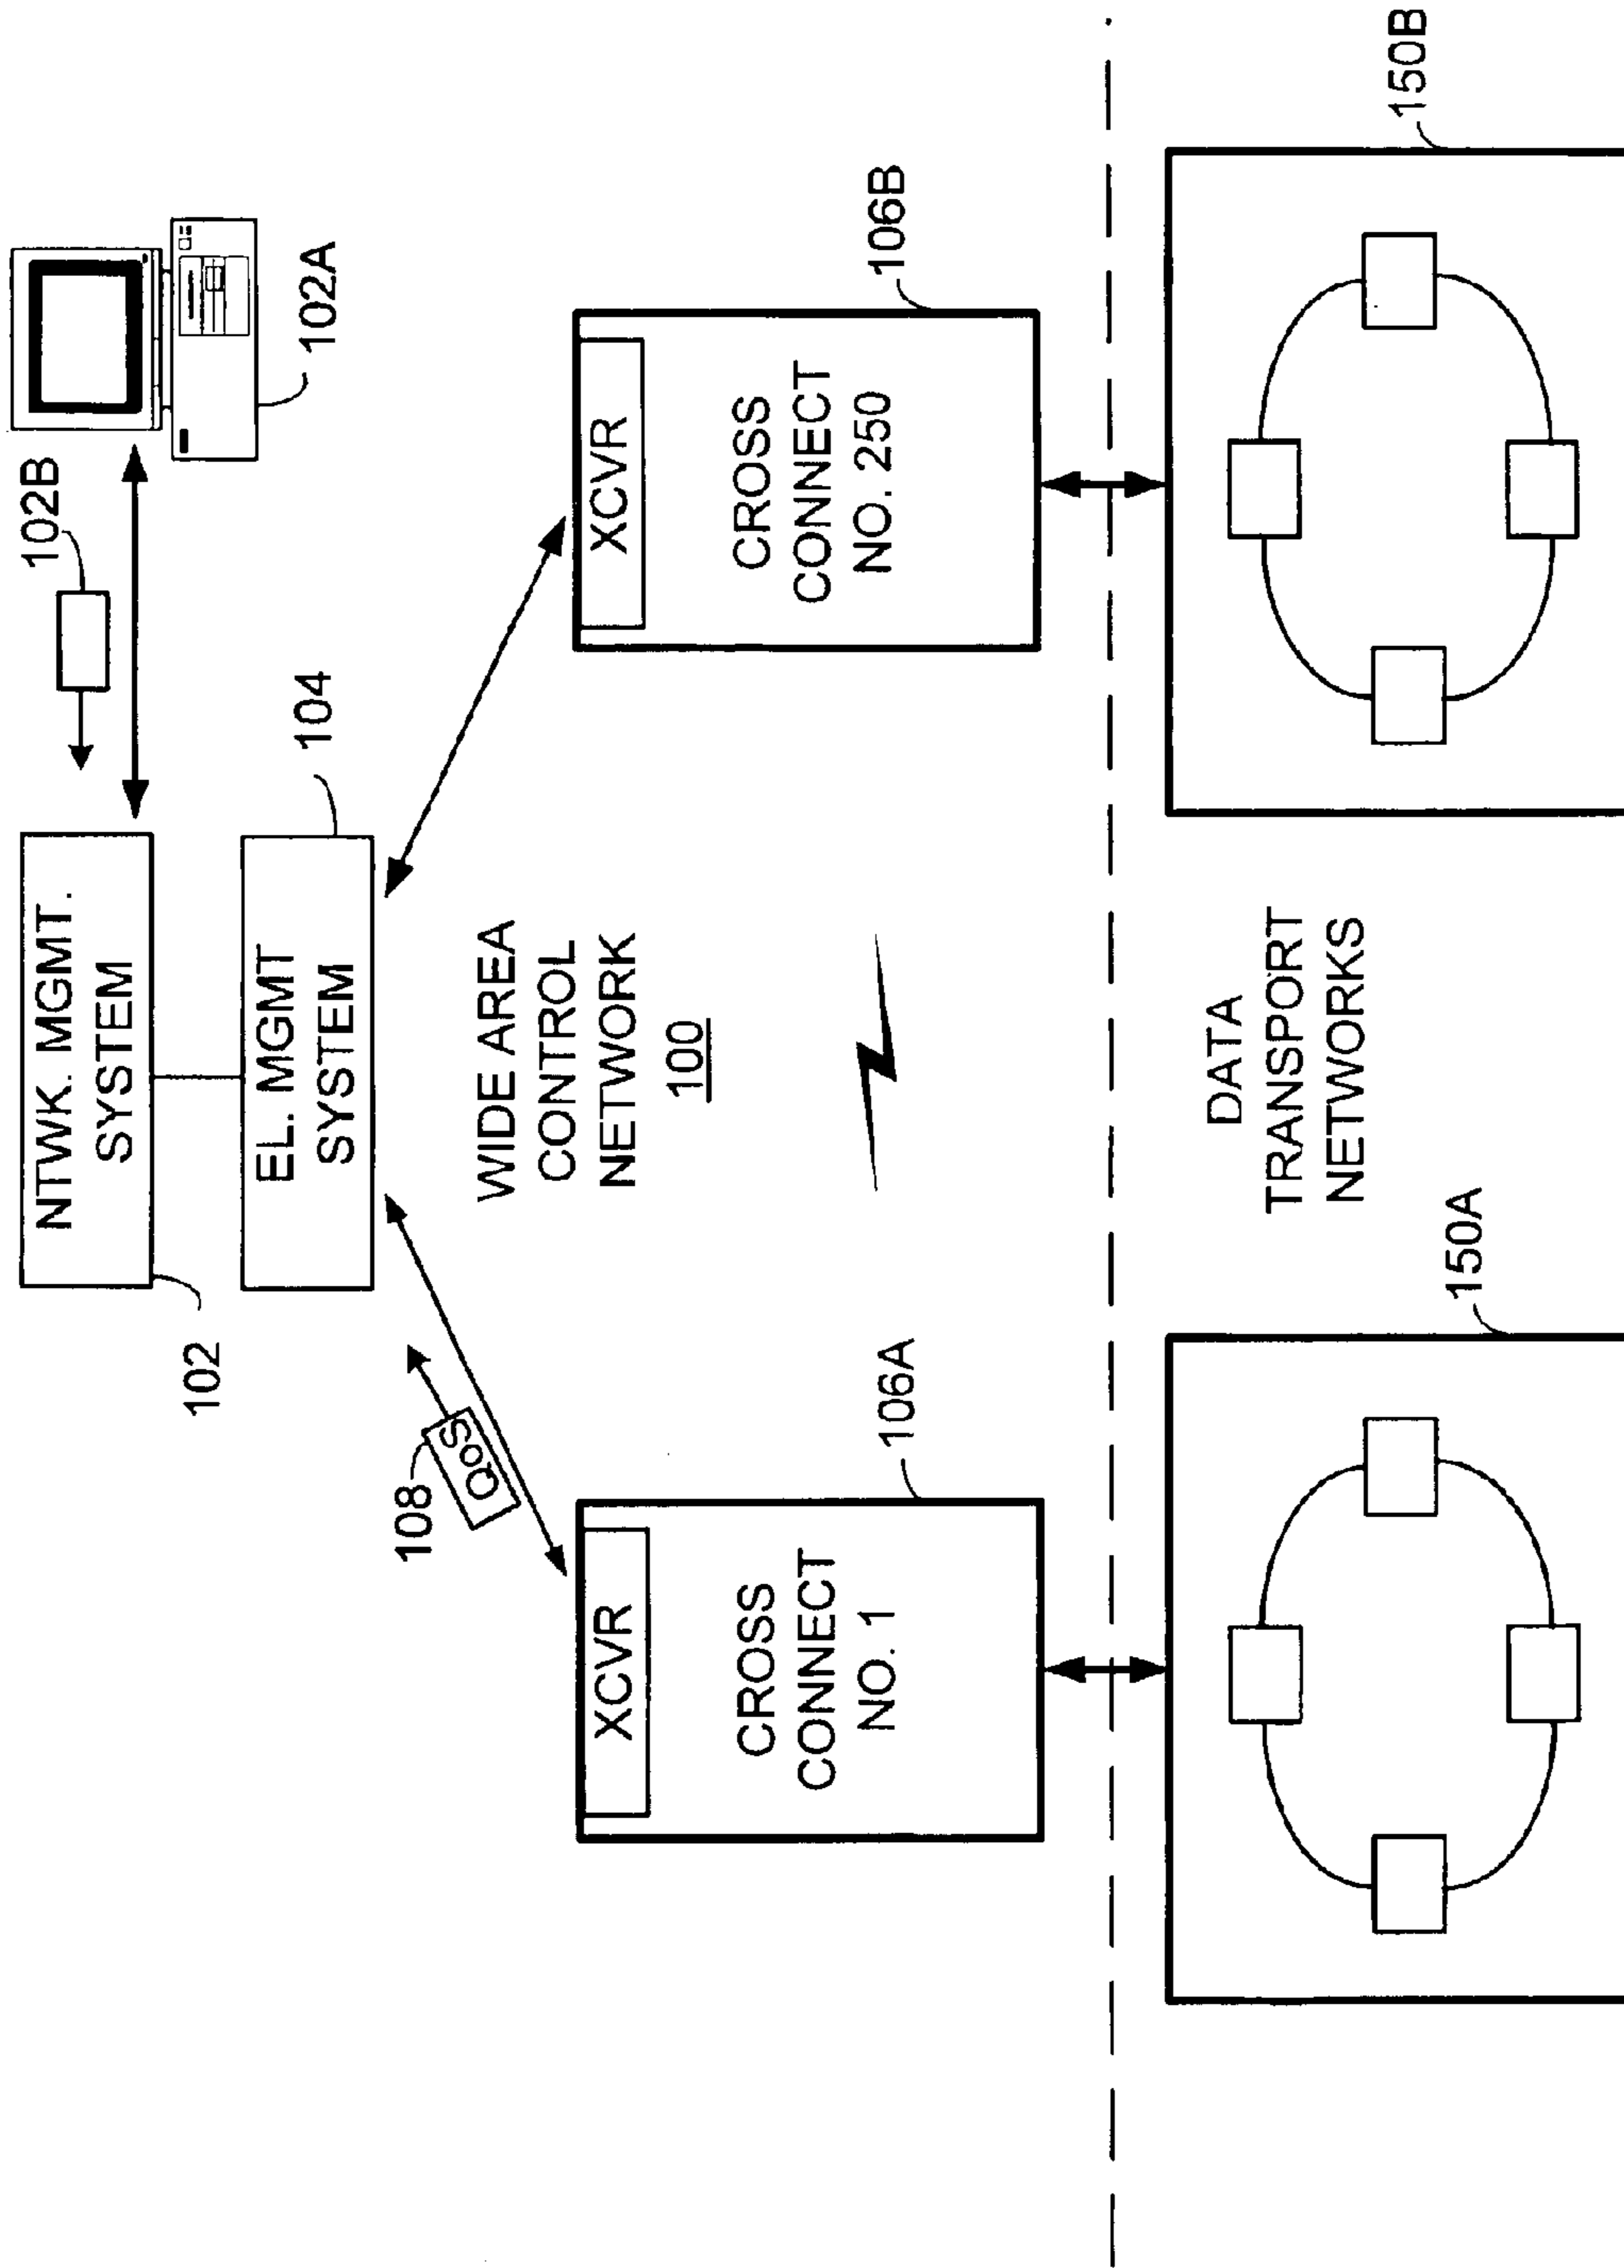 102B
102A
NTWK. MGMT.
SYSTEM
102
EL. MGMT
SYSTEM
104
108
QoS
WIDE AREA
CONTROL
NETWORK
100
XCVR
CROSS
CONNECT
NO. 1
106A
XCVR
CROSS
CONNECT
NO. 250
106B
DATA
TRANSPORT
NETWORKS
150A
150B